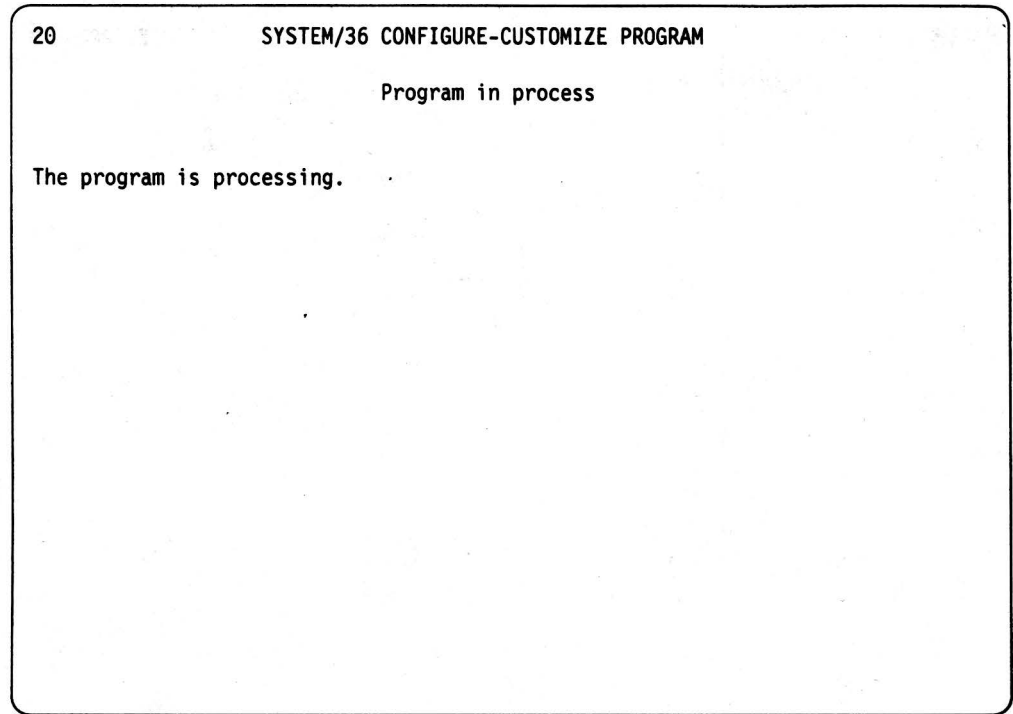 20 SYSTEM/36 CONFIGURE-CUSTOMIZE PROGRAM
Program in process
The program is processing.